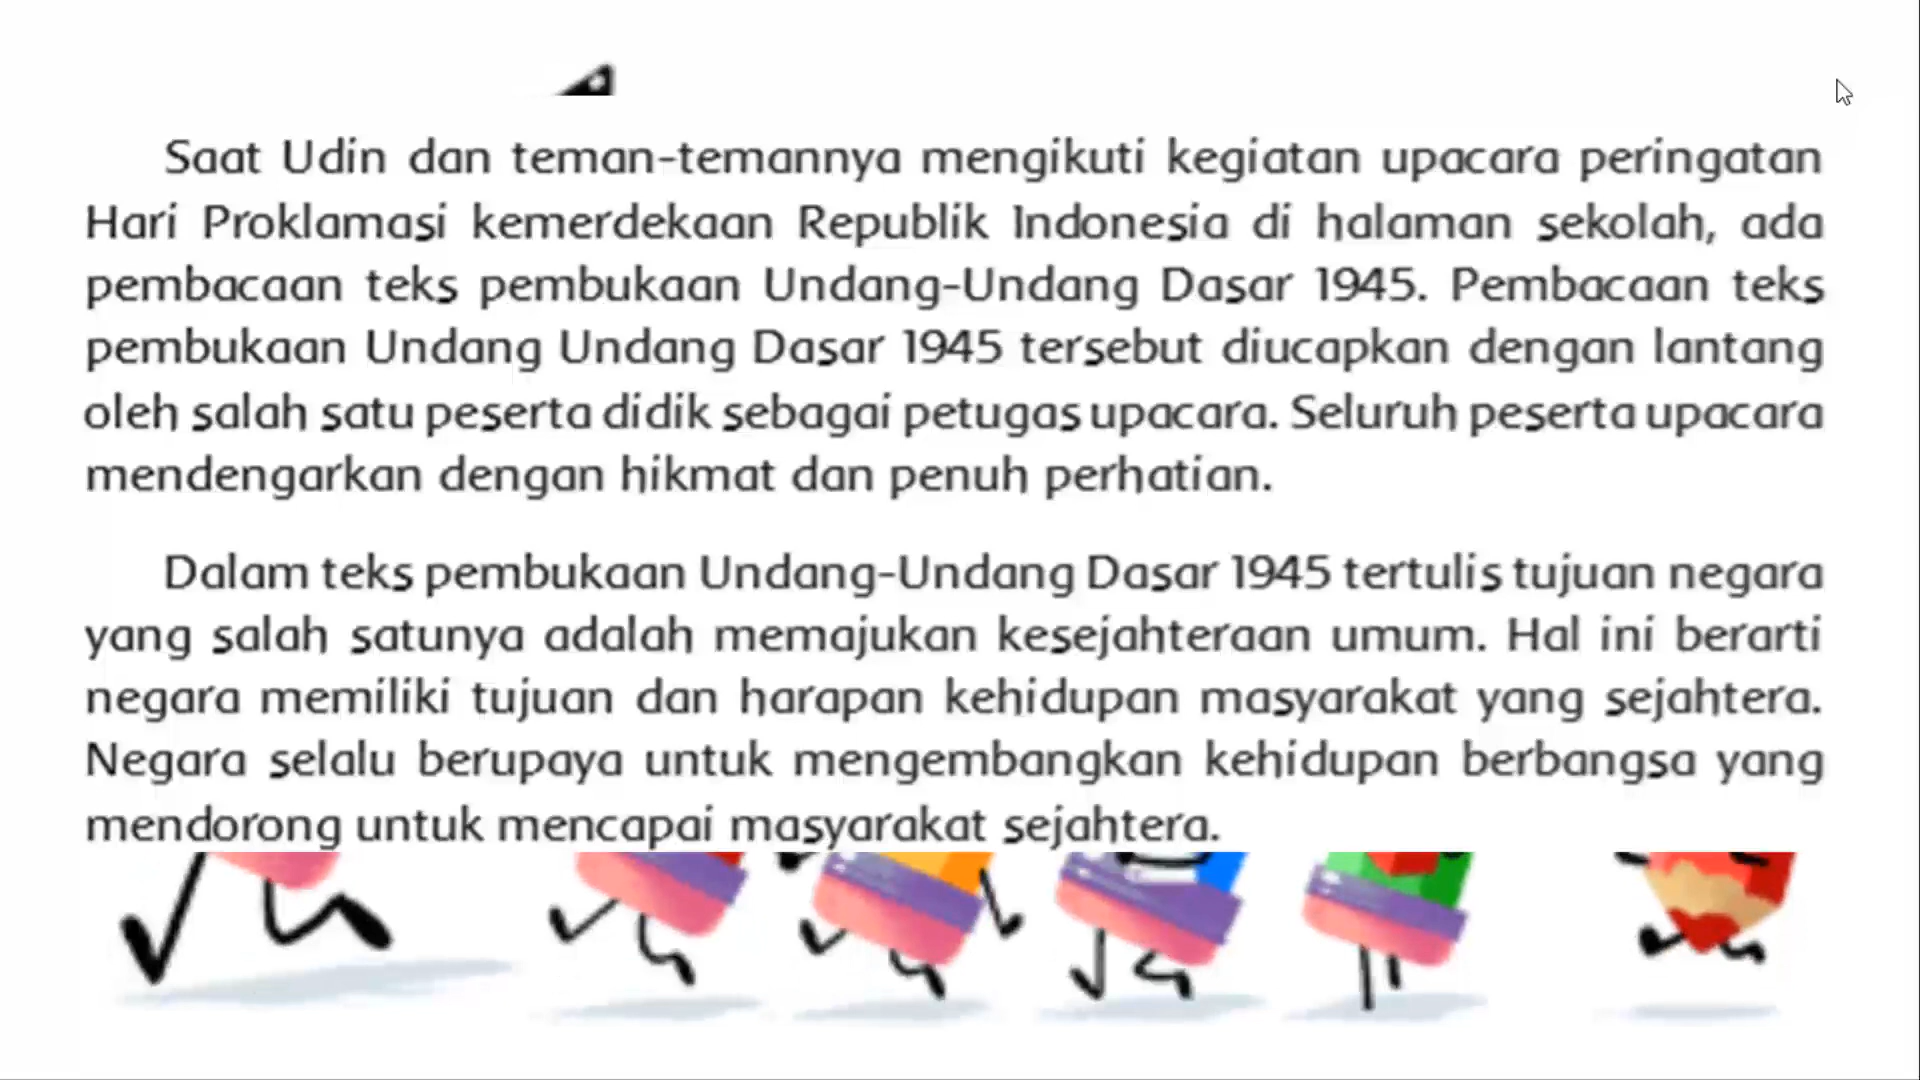 Saat Udin dan teman-temannya mengikuti kegiatan upacara peringatan
Hari Proklamasi kemerdekaan Republik Indonesia di halaman sekolah, ada
pembacaan teks pembukaan Undang-Undang Dasar 1945. Pembacaan teks
pembukaan Undang Undang Dasar 1945 tersebut diucapkan dengan lantang
oleh salah satu peserta didik sebagai petugas upacara. Seluruh peserta upacara
mendengarkan dengan hikmat dan penuh perhatian.
Dalam teks pembukaan Undang-Undang Dasar 1945 tertulis tujuan negara
yang salah satunya adalah memajukan kesejahteraan umum. Hal ini berarti
negara memiliki tujuan dan harapan kehidupan masyarakat yang sejahtera.
Negara selalu berupaya untuk mengembangkan kehidupan berbangsa yang
mendorong untuk mencapai masyarakat sejahtera.